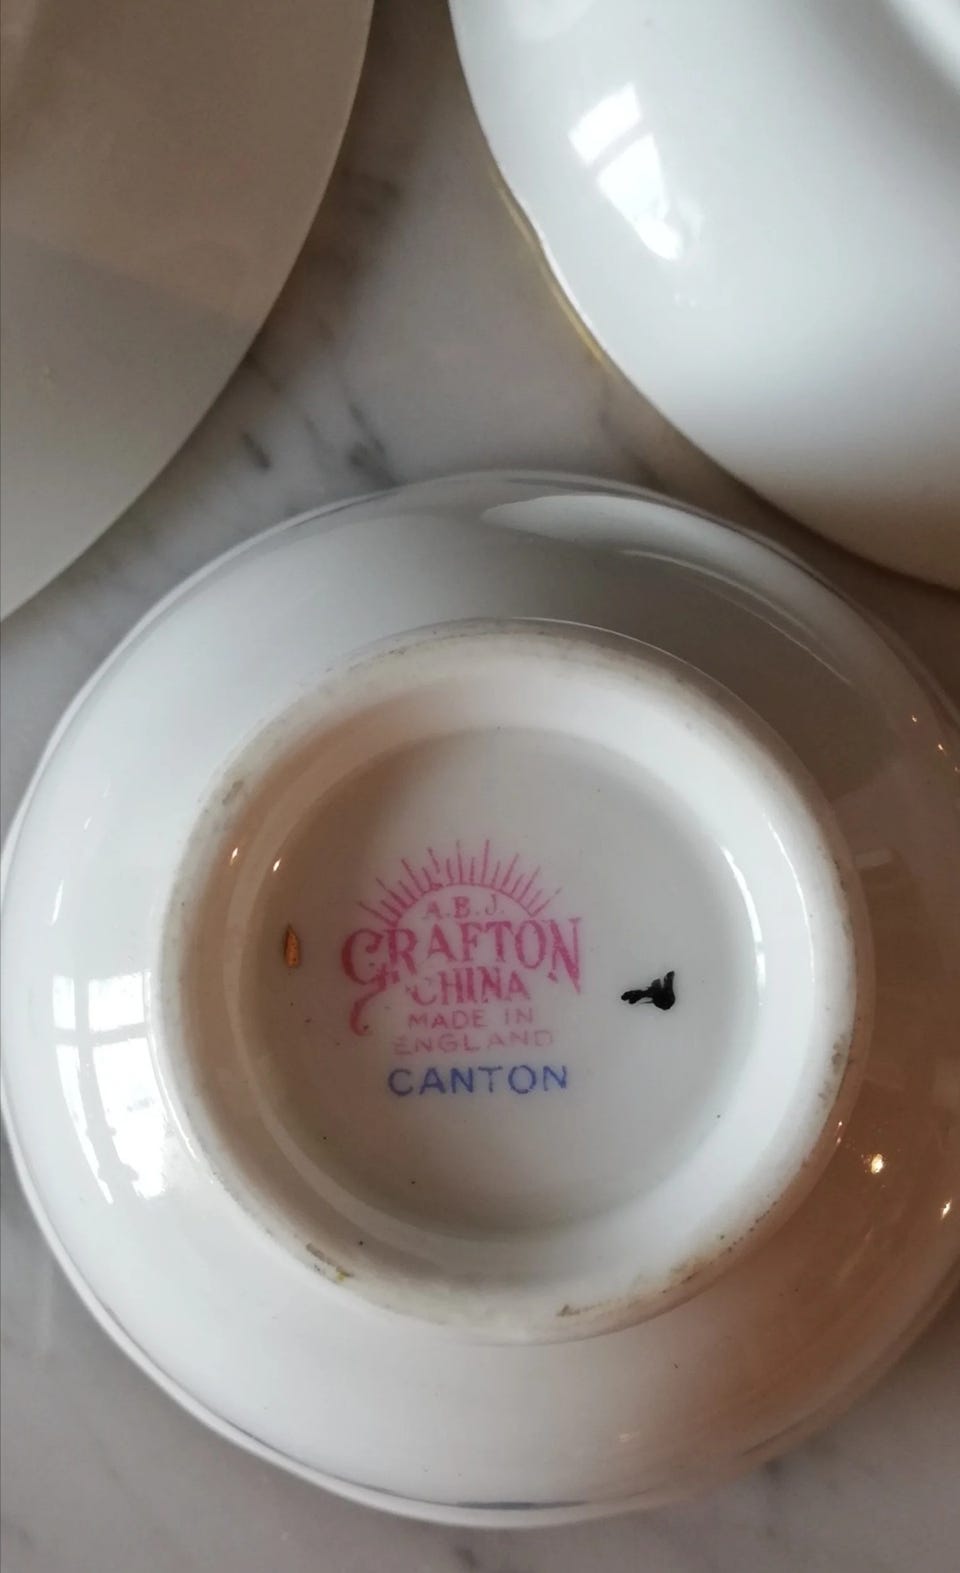 A.B.J.
GRAFTON
CHINA
MADE IN
ENGLAND
CANTON